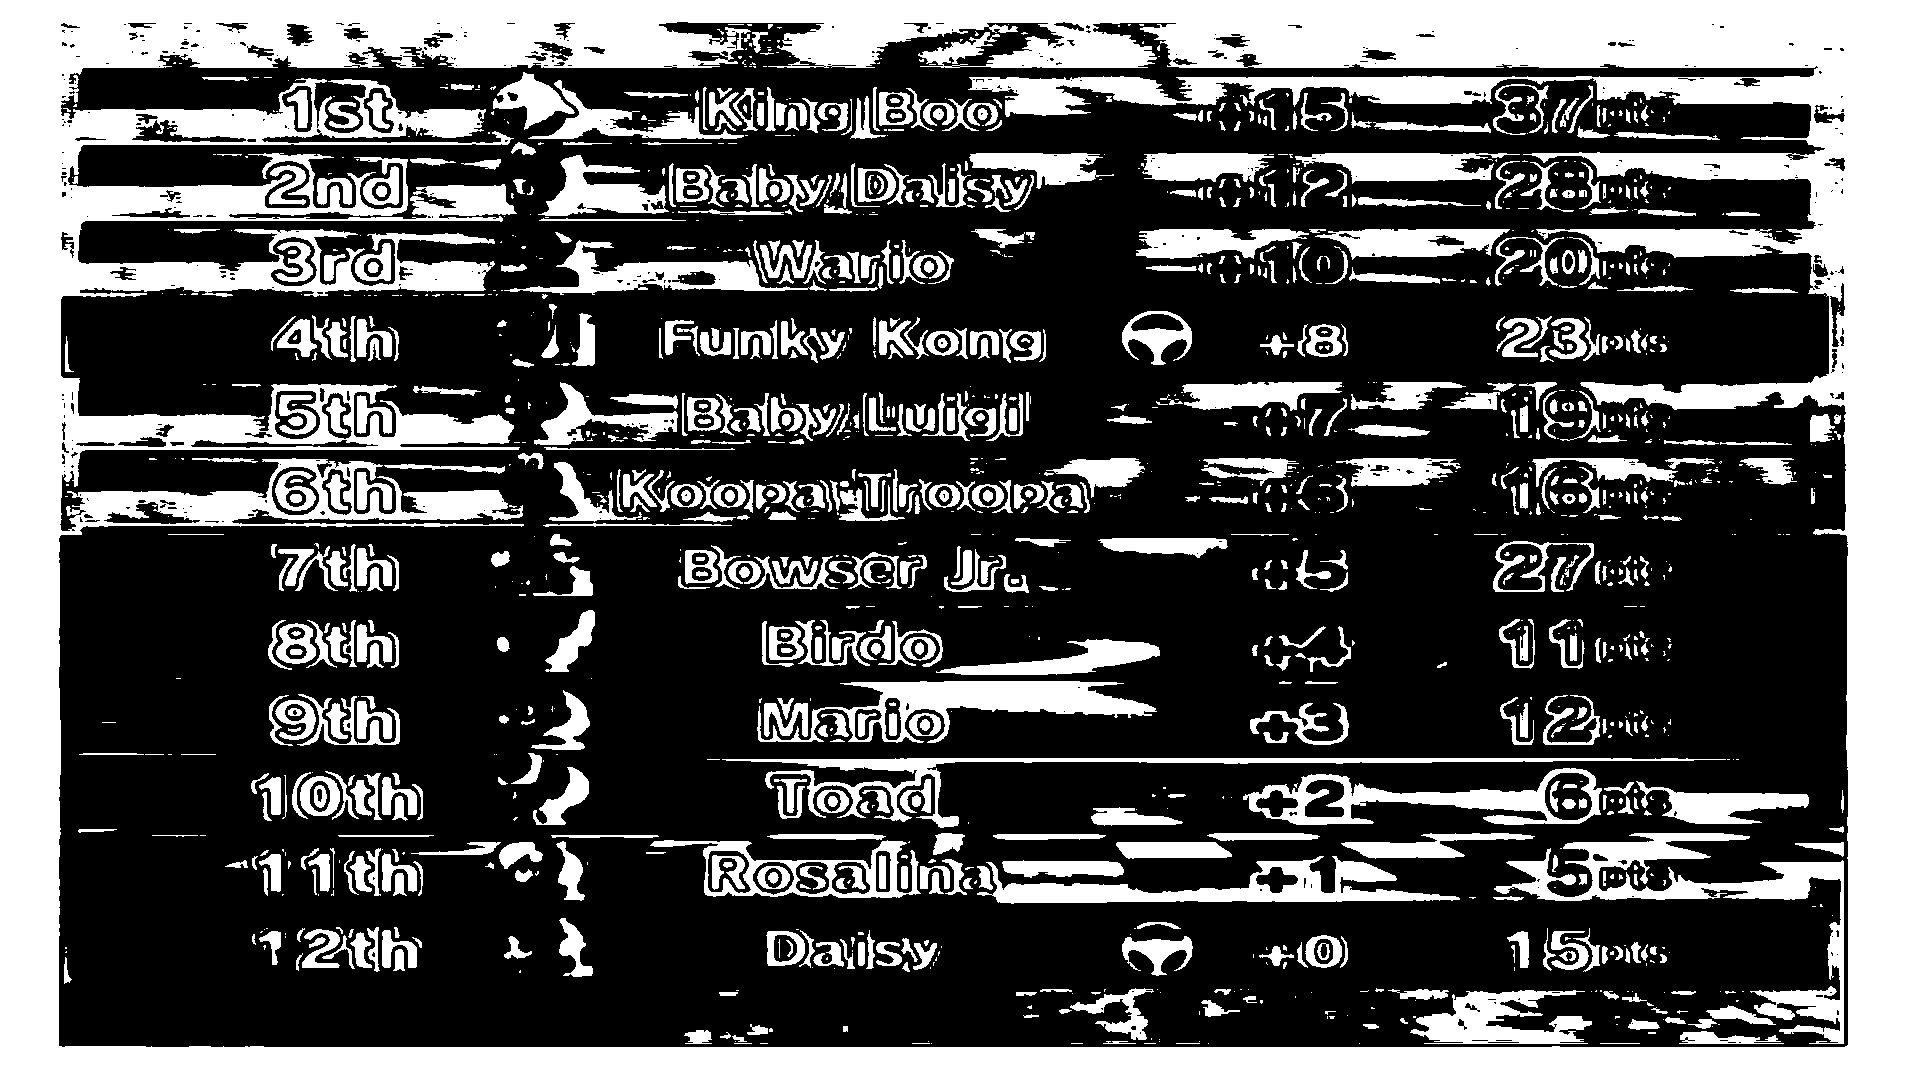 1st King Boo +15 37pts
2nd Baby Daisy +12 28pts
3rd Wario +10 20pts
4th Funky Kong +8 23pts
5th Baby Luigi +7 19pts
6th Koopa Troopa +6 16pts
7th Bowser Jr. +5 27pts
8th Birdo +4 11pts
9th Mario +3 12pts
10th Toad +2 6pts
11th Rosalina +1 5pts
12th Daisy +0 15pts